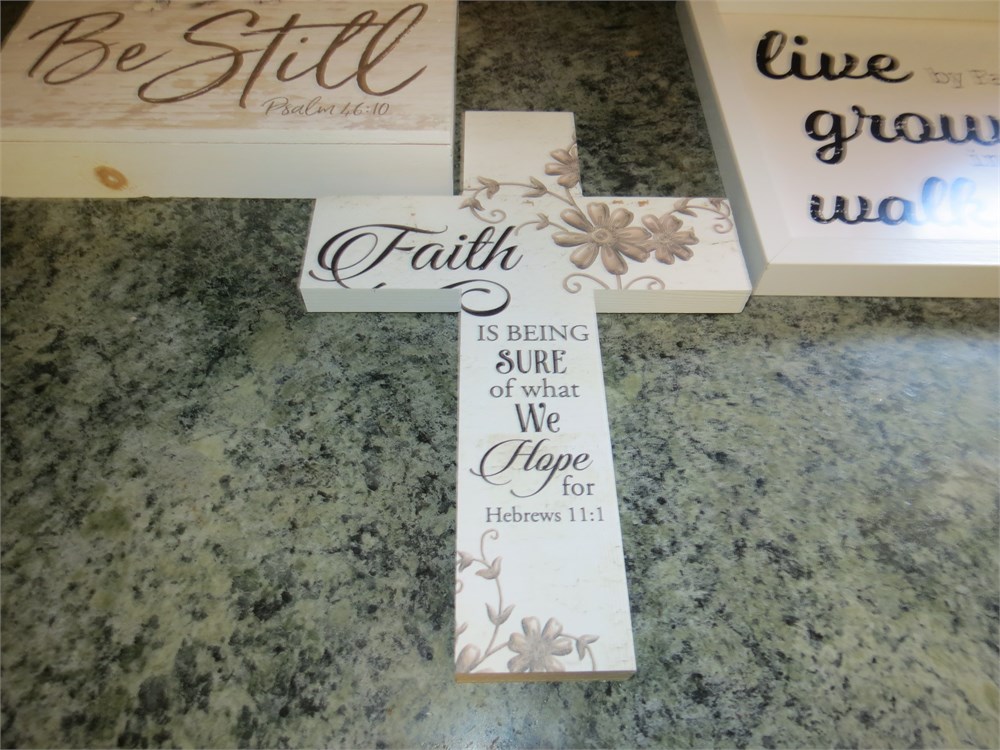 Be Still
Psalm 46:10
live by
grow
walk
Faith
IS BEING
SURE
of what
We
Hope
for
Hebrews 11:1